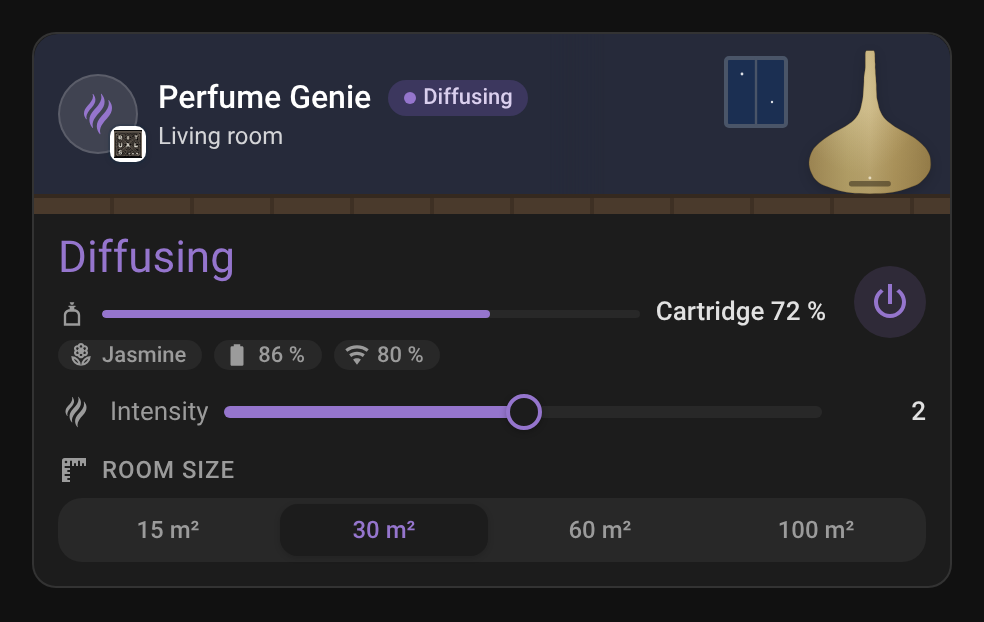 Perfume Genie
Diffusing
Living room
Diffusing
Cartridge 72 %
Jasmine
86 %
80 %
Intensity
2
ROOM SIZE
15 m²
30 m²
60 m²
100 m²